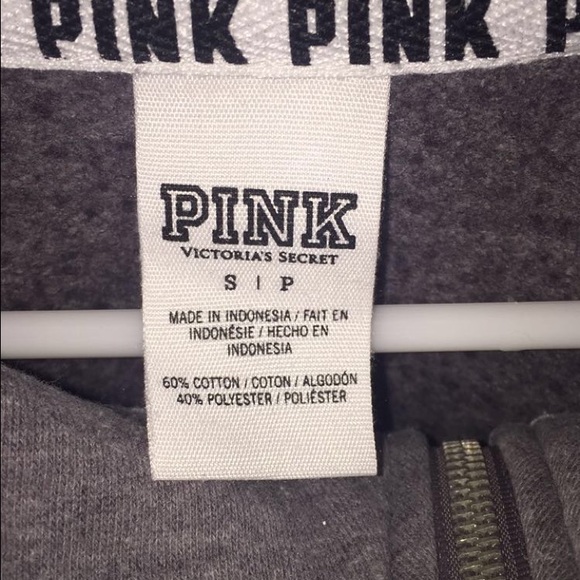 PINK PINK P
PINK
VICTORIA'S SECRET
S | P
MADE IN INDONESIA / FAIT EN
INDONÉSIE / HECHO EN
INDONESIA
60% COTTON / COTON / ALGODÓN
40% POLYESTER / POLIÉSTER